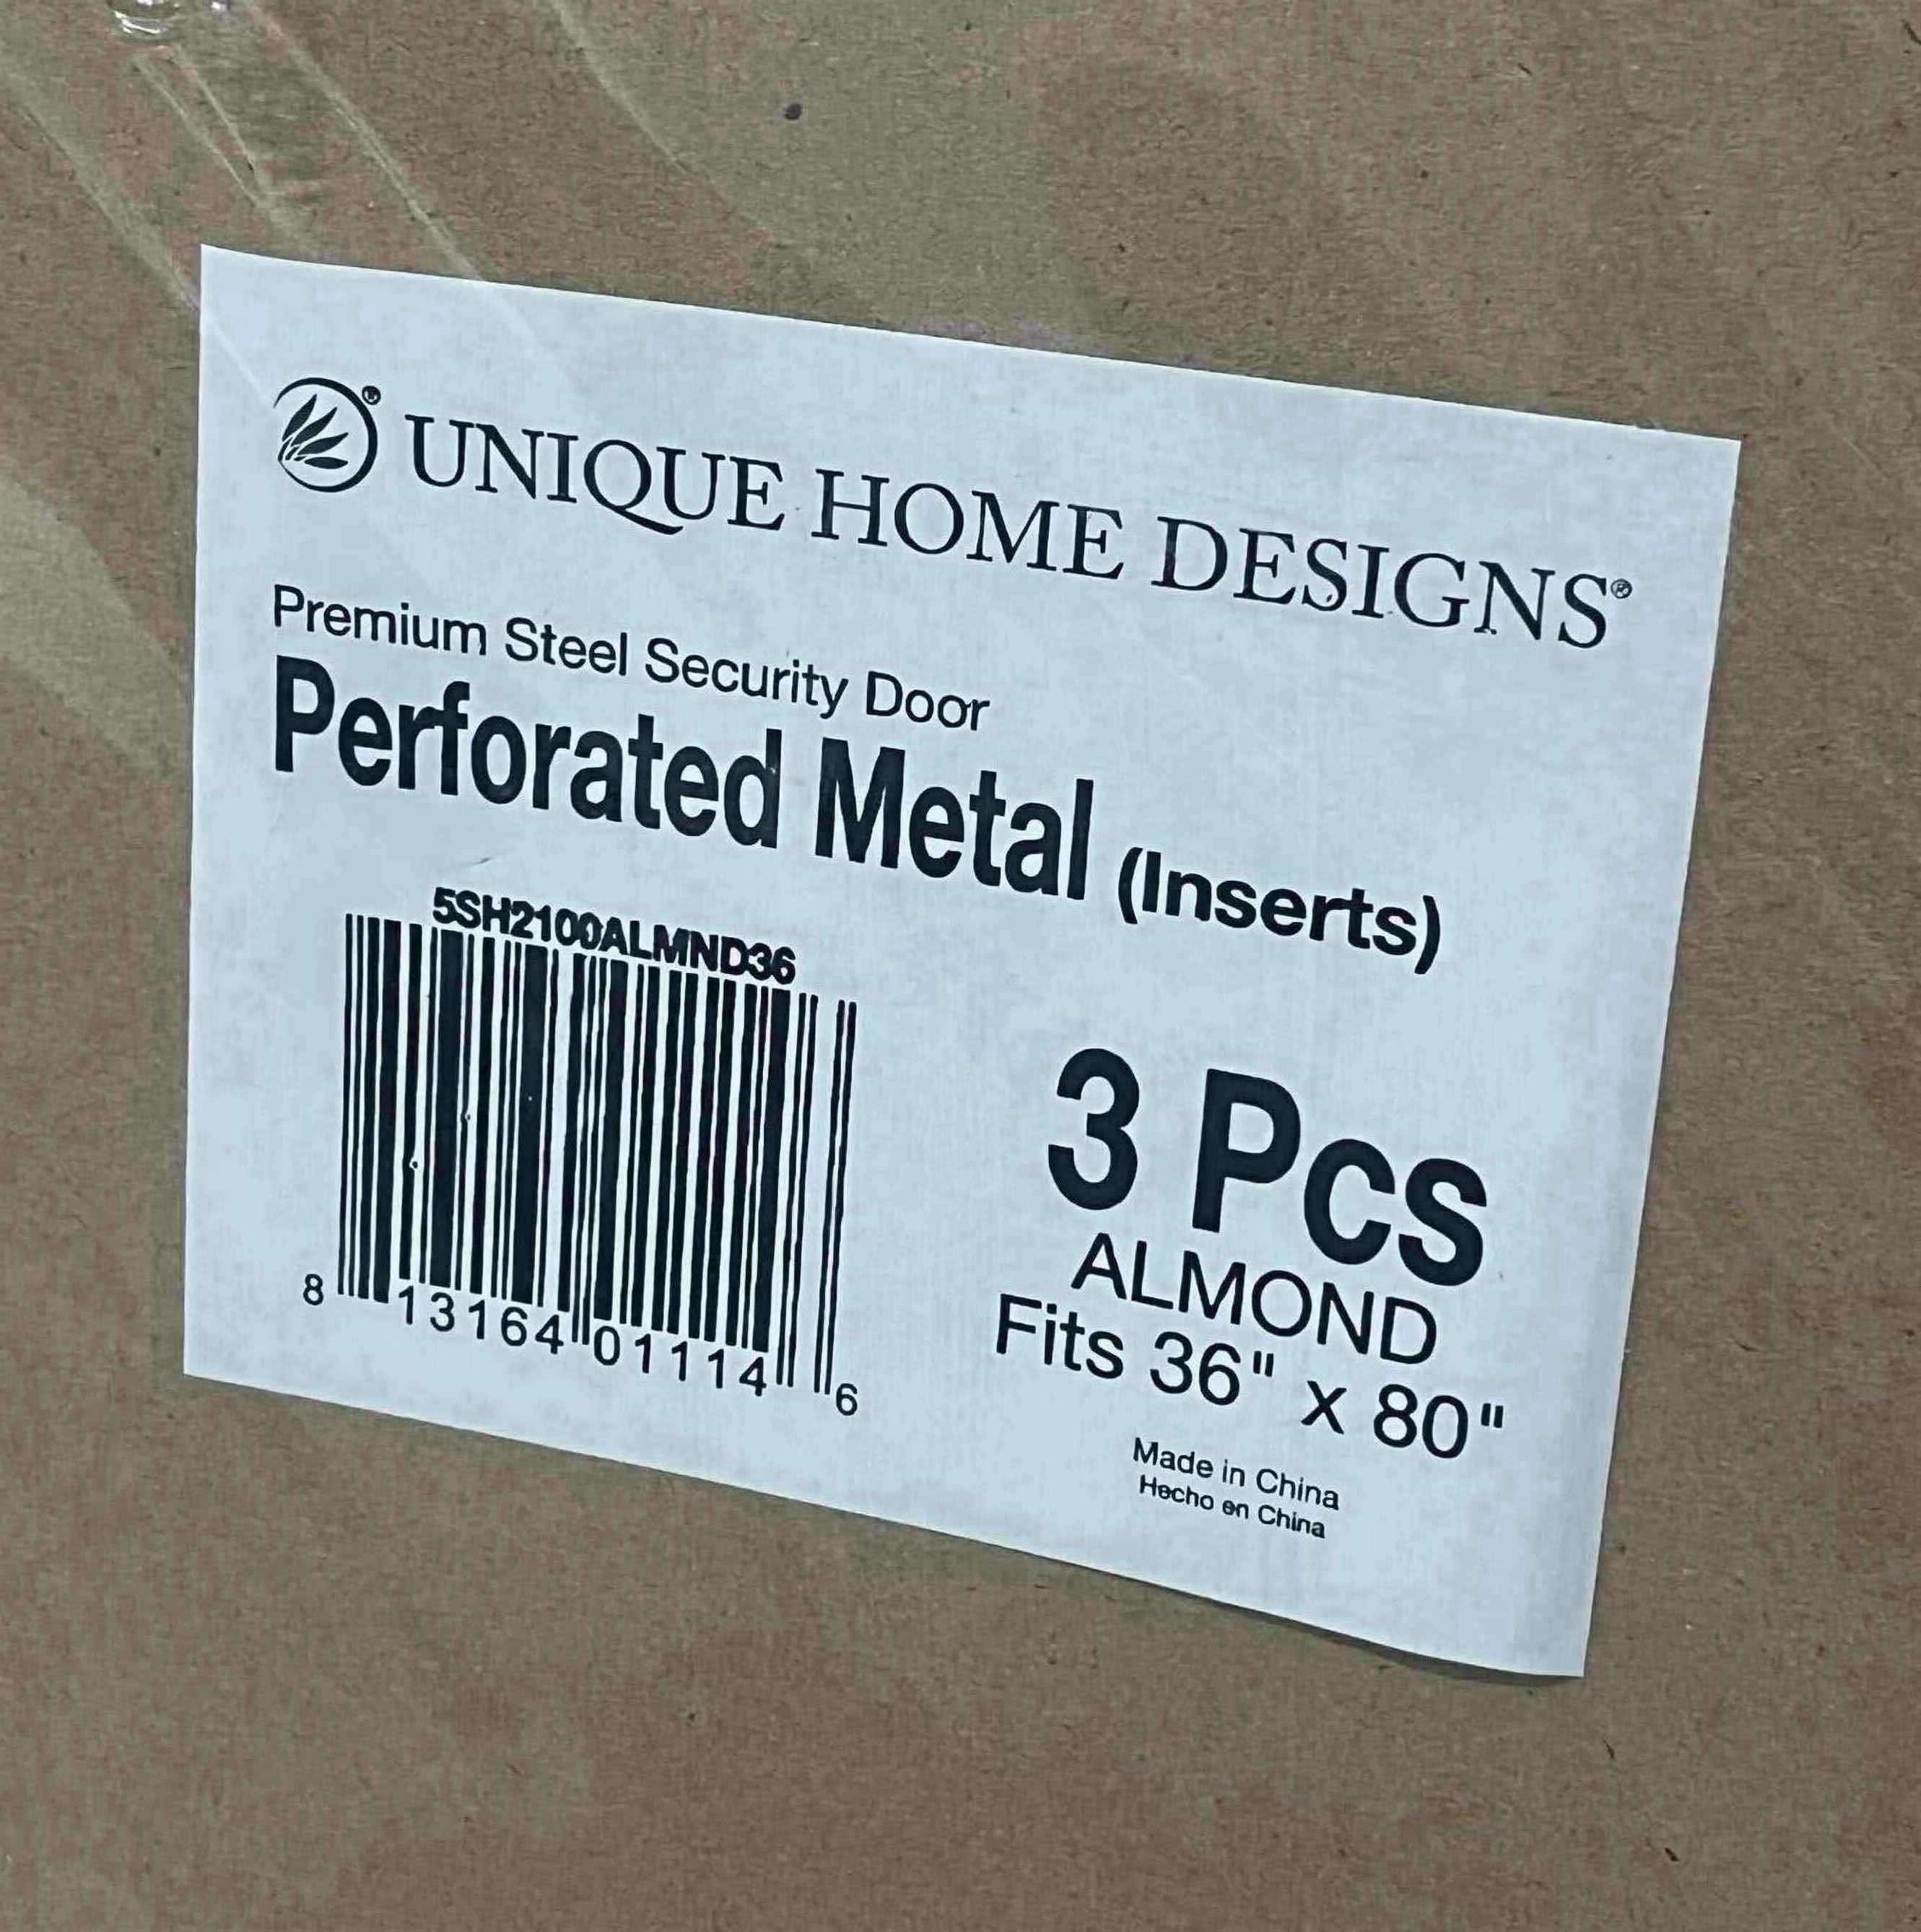 UNIQUE HOME DESIGNS®
Premium Steel Security Door
Perforated Metal (Inserts)
5SH2100ALMND36
8 13164 01114 6
3 Pcs
ALMOND
Fits 36" x 80"
Made in China
Hecho en China